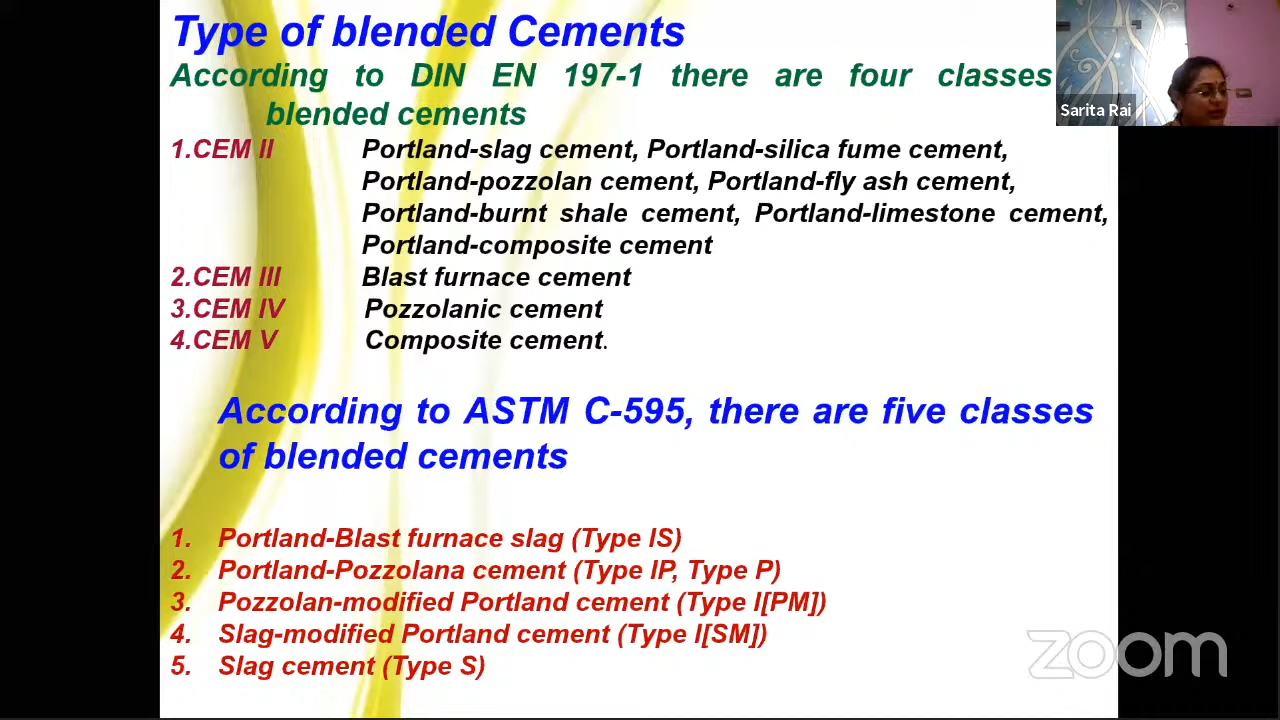 Type of blended Cements
According to DIN EN 197-1 there are four classes
blended cements
1.CEM II Portland-slag cement, Portland-silica fume cement,
Portland-pozzolan cement, Portland-fly ash cement,
Portland-burnt shale cement, Portland-limestone cement,
Portland-composite cement
2.CEM III Blast furnace cement
3.CEM IV Pozzolanic cement
4.CEM V Composite cement.
According to ASTM C-595, there are five classes
of blended cements
1. Portland-Blast furnace slag (Type IS)
2. Portland-Pozzolana cement (Type IP, Type P)
3. Pozzolan-modified Portland cement (Type I[PM])
4. Slag-modified Portland cement (Type I[SM])
5. Slag cement (Type S)
Sarita Rai
zoom